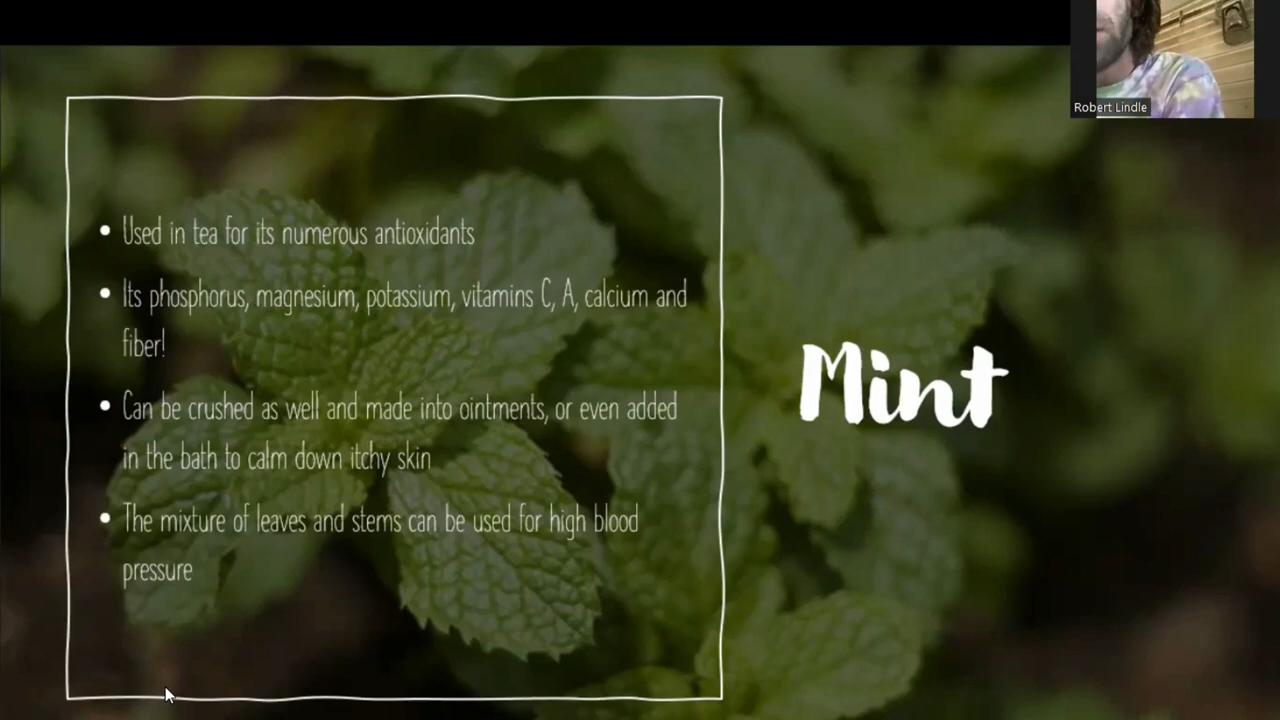 Robert Lindle
Used in tea for its numerous antioxidants
Its phosphorus, magnesium, potassium, vitamins C, A, calcium and
fiber!
Can be crushed as well and made into ointments, or even added
in the bath to calm down itchy skin
The mixture of leaves and stems can be used for high blood
pressure
Mint